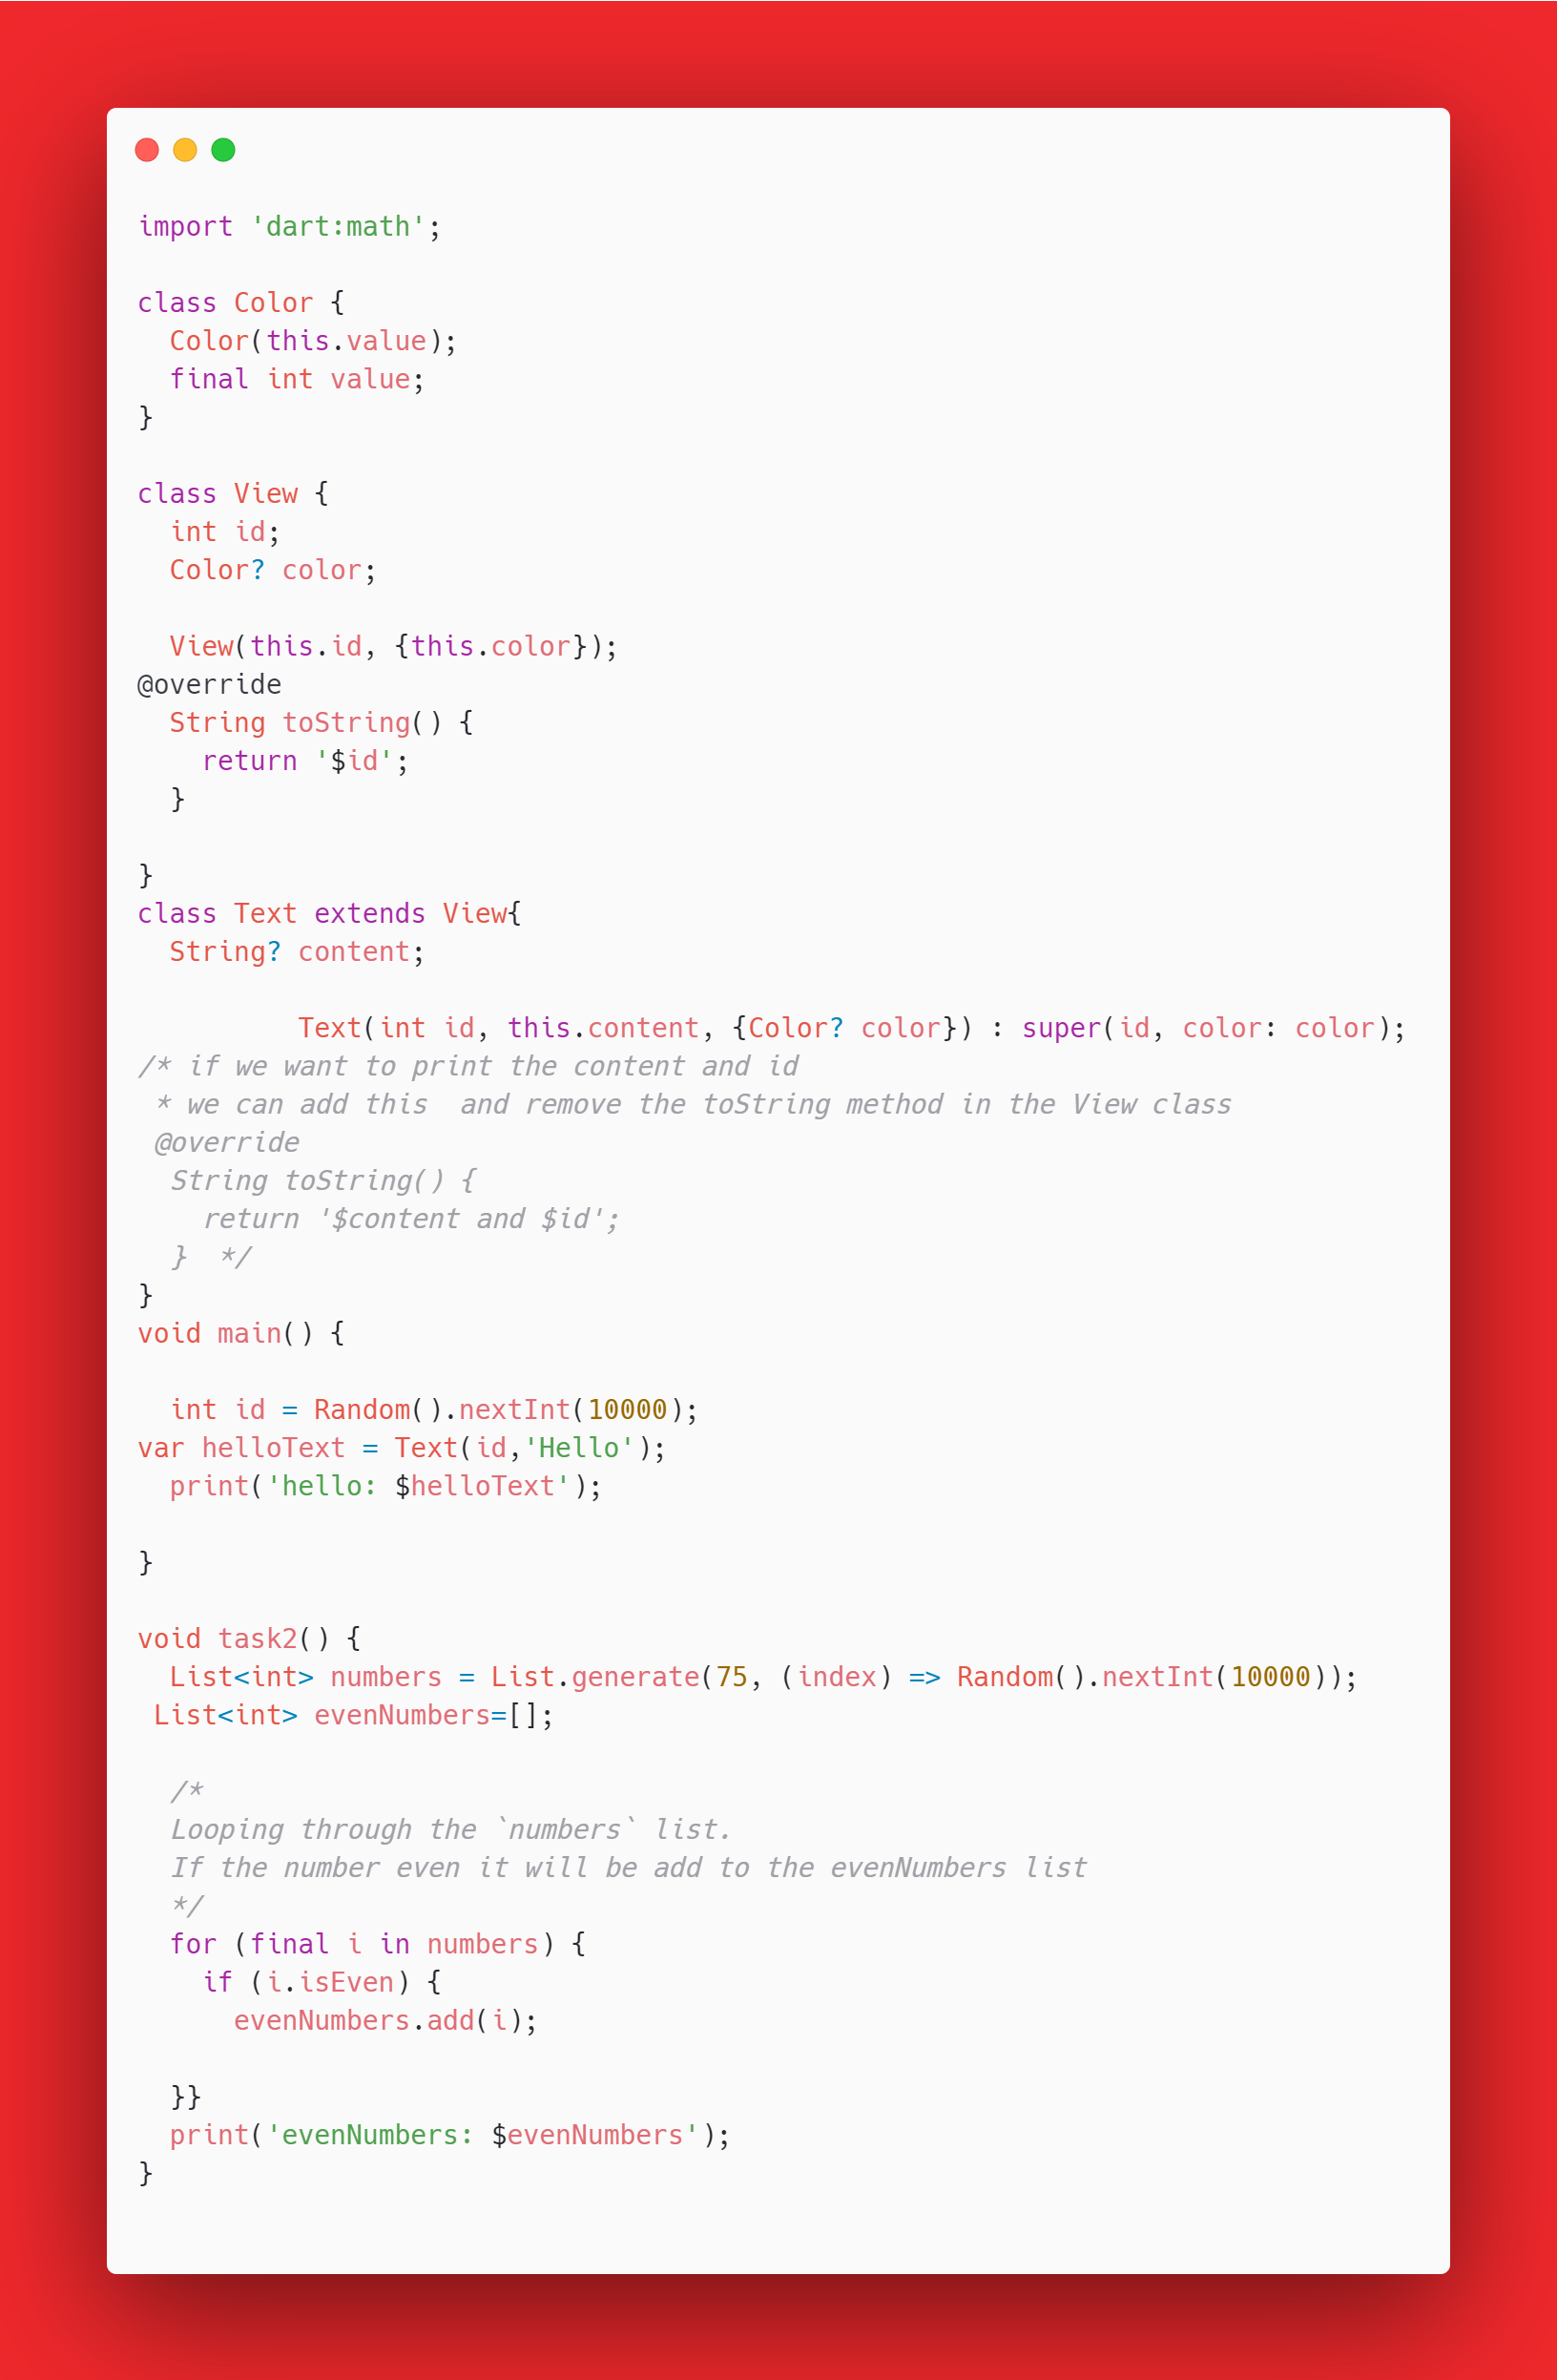 import 'dart:math';

class Color {
  Color(this.value);
  final int value;
}

class View {
  int id;
  Color? color;

  View(this.id, {this.color});
@override
  String toString() {
    return '$id';
  }

}
class Text extends View{
  String? content;

          Text(int id, this.content, {Color? color}) : super(id, color: color);
/* if we want to print the content and id
 * we can add this  and remove the toString method in the View class
 @override
  String toString() {
    return '$content and $id';
  }  */
}
void main() {

  int id = Random().nextInt(10000);
var helloText = Text(id,'Hello');
  print('hello: $helloText');

}

void task2() {
  List<int> numbers = List.generate(75, (index) => Random().nextInt(10000));
 List<int> evenNumbers=[];

  /*
  Looping through the `numbers` list.
  If the number even it will be add to the evenNumbers list
  */
  for (final i in numbers) {
    if (i.isEven) {
      evenNumbers.add(i);

  }}
  print('evenNumbers: $evenNumbers');
}